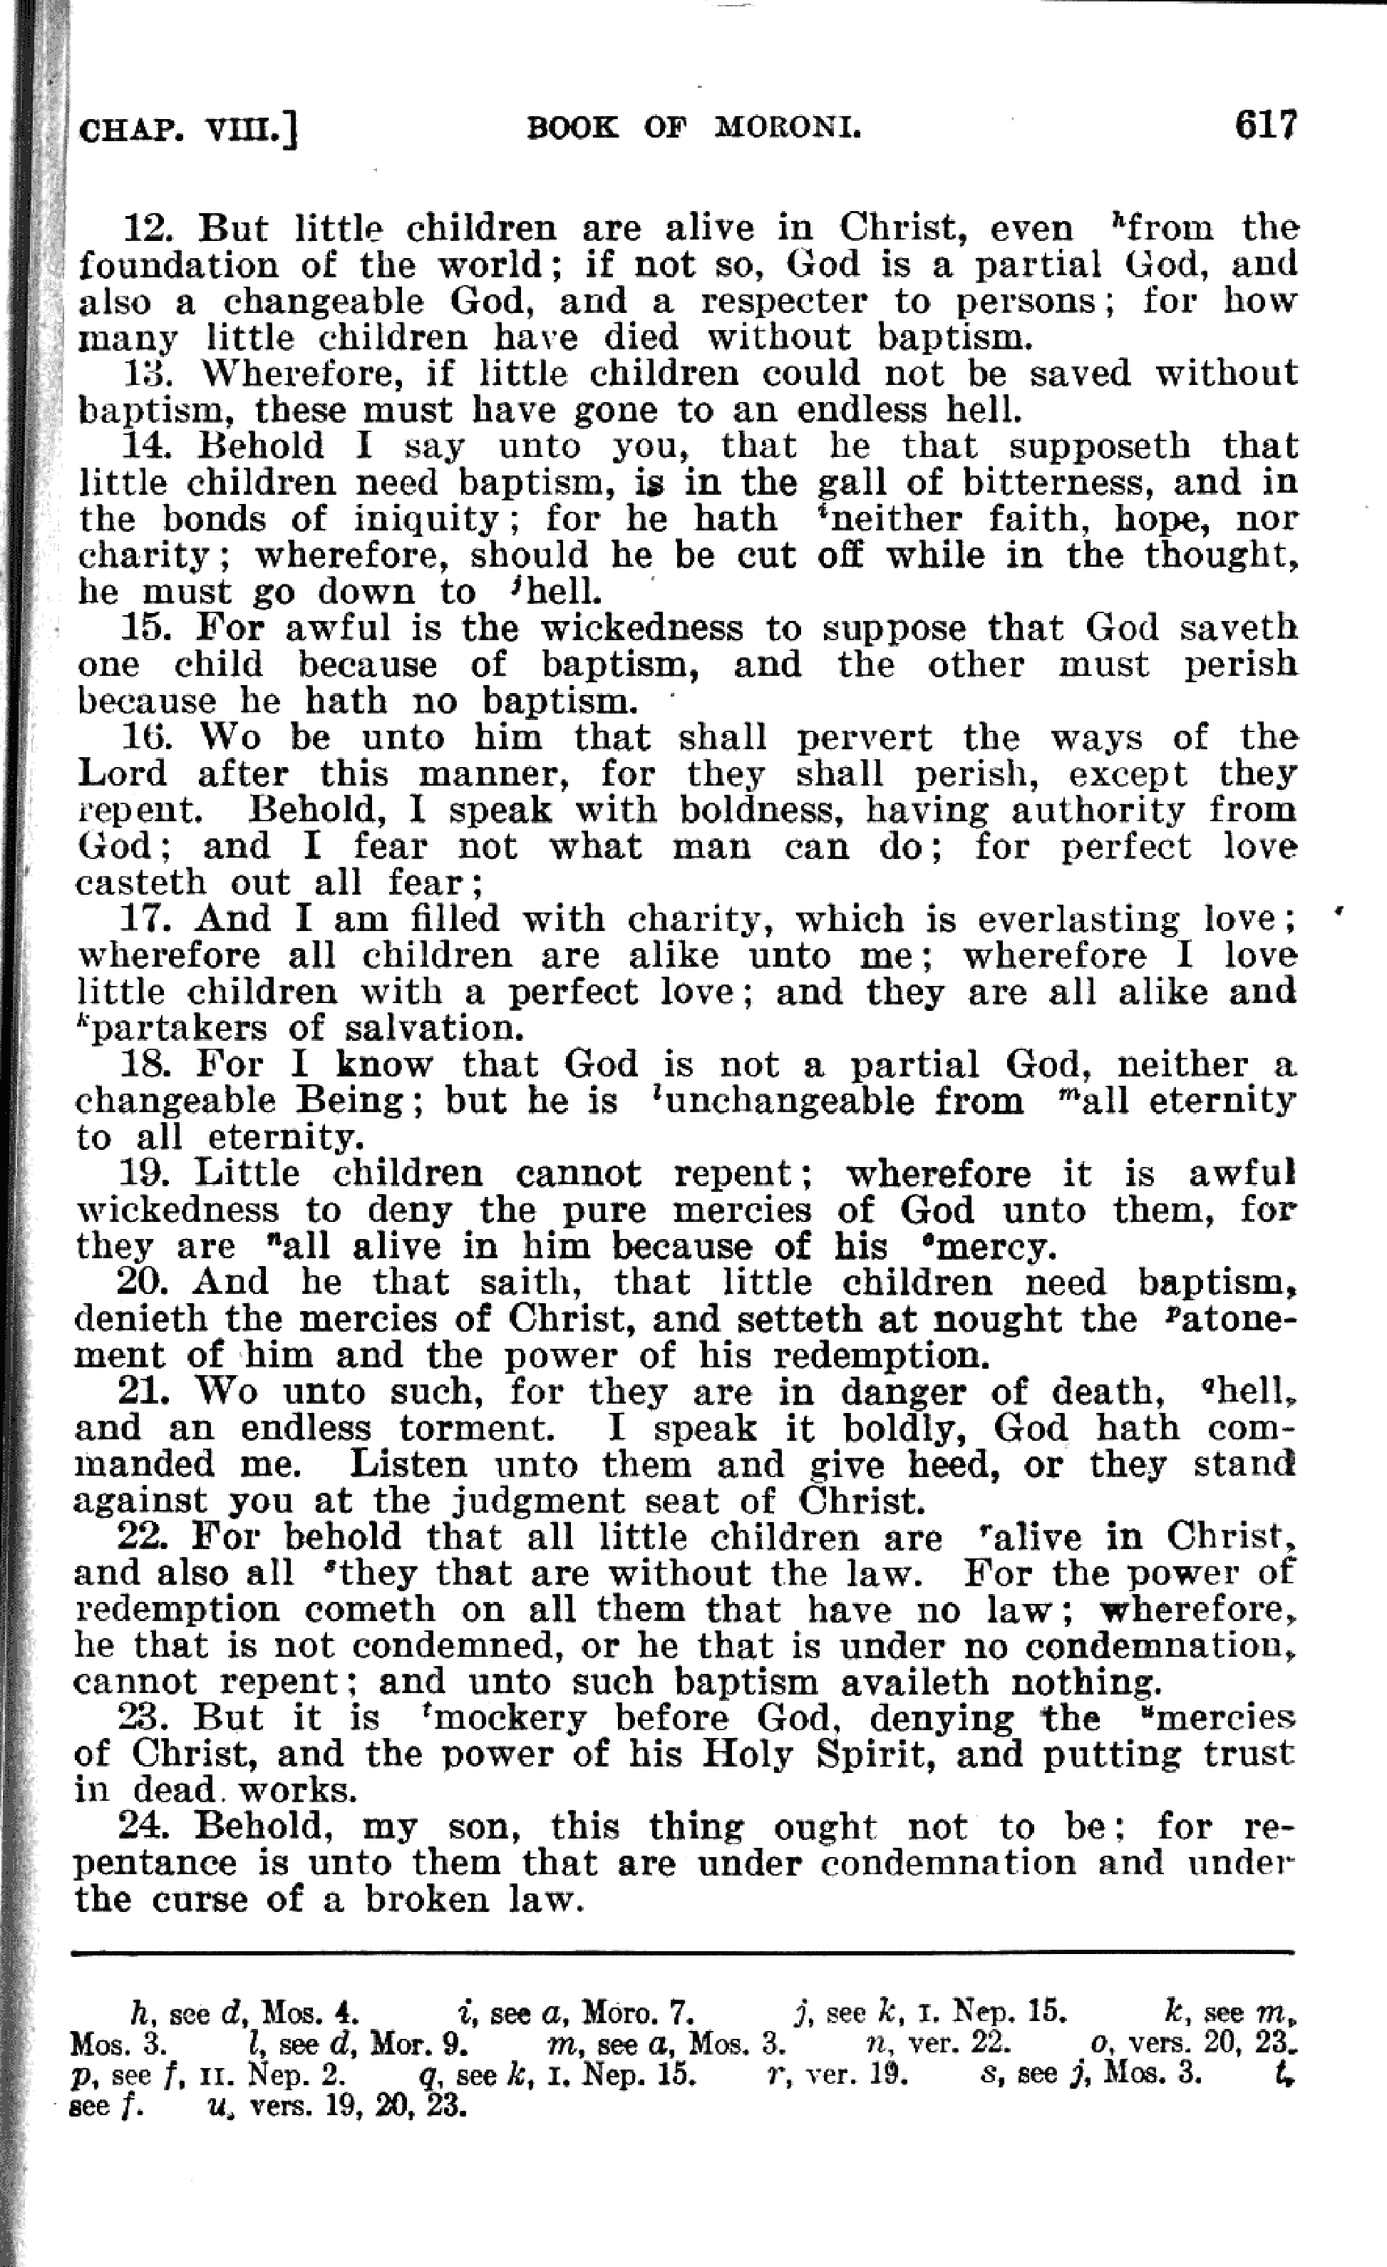 CHAP. VIII.] BOOK OF MORONI. 617
12. But little children are alive in Christ, even ʰfrom the
foundation of the world; if not so, God is a partial God, and
also a changeable God, and a respecter to persons; for how
many little children have died without baptism.
13. Wherefore, if little children could not be saved without
baptism, these must have gone to an endless hell.
14. Behold I say unto you, that he that supposeth that
little children need baptism, is in the gall of bitterness, and in
the bonds of iniquity; for he hath ⁱneither faith, hope, nor
charity; wherefore, should he be cut off while in the thought,
he must go down to ʲhell.
15. For awful is the wickedness to suppose that God saveth
one child because of baptism, and the other must perish
because he hath no baptism.
16. Wo be unto him that shall pervert the ways of the
Lord after this manner, for they shall perish, except they
repent. Behold, I speak with boldness, having authority from
God; and I fear not what man can do; for perfect love
casteth out all fear;
17. And I am filled with charity, which is everlasting love;
wherefore all children are alike unto me; wherefore I love
little children with a perfect love; and they are all alike and
ᵏpartakers of salvation.
18. For I know that God is not a partial God, neither a
changeable Being; but he is ˡunchangeable from ᵐall eternity
to all eternity.
19. Little children cannot repent; wherefore it is awful
wickedness to deny the pure mercies of God unto them, for
they are ⁿall alive in him because of his ᵒmercy.
20. And he that saith, that little children need baptism,
denieth the mercies of Christ, and setteth at nought the ᵖatone-
ment of him and the power of his redemption.
21. Wo unto such, for they are in danger of death, ᑫhell,
and an endless torment. I speak it boldly, God hath com-
manded me. Listen unto them and give heed, or they stand
against you at the judgment seat of Christ.
22. For behold that all little children are ʳalive in Christ,
and also all ˢthey that are without the law. For the power of
redemption cometh on all them that have no law; wherefore,
he that is not condemned, or he that is under no condemnation,
cannot repent; and unto such baptism availeth nothing.
23. But it is ᵗmockery before God, denying the ᵘmercies
of Christ, and the power of his Holy Spirit, and putting trust
in dead works.
24. Behold, my son, this thing ought not to be; for re-
pentance is unto them that are under condemnation and under
the curse of a broken law.
h, see d, Mos. 4. i, see a, Moro. 7. j, see k, I. Nep. 15. k, see m,
Mos. 3. l, see d, Mor. 9. m, see a, Mos. 3. n, ver. 22. o, vers. 20, 23.
p, see f, II. Nep. 2. q, see k, I. Nep. 15. r, ver. 19. s, see j, Mos. 3. t,
see f. u, vers. 19, 20, 23.